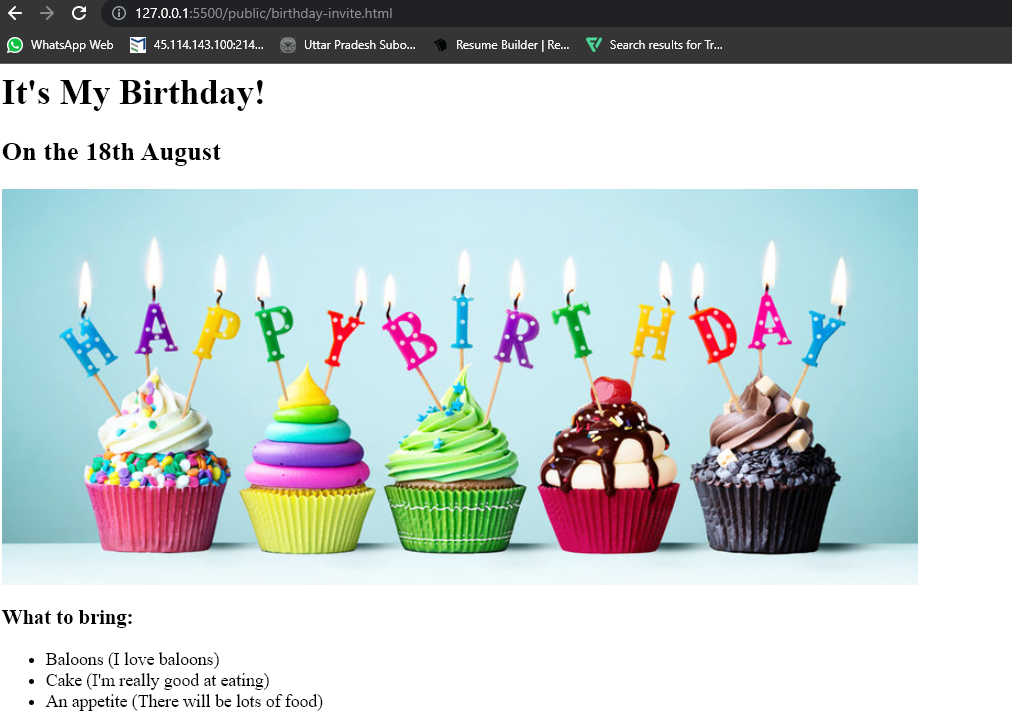 127.0.0.1:5500/public/birthday-invite.html
WhatsApp Web 45.114.143.100:214... Uttar Pradesh Subo... Resume Builder | Re... Search results for Tr...
It's My Birthday!
On the 18th August
HAPPY BIRTHDAY
What to bring:
• Baloons (I love baloons)
• Cake (I'm really good at eating)
• An appetite (There will be lots of food)